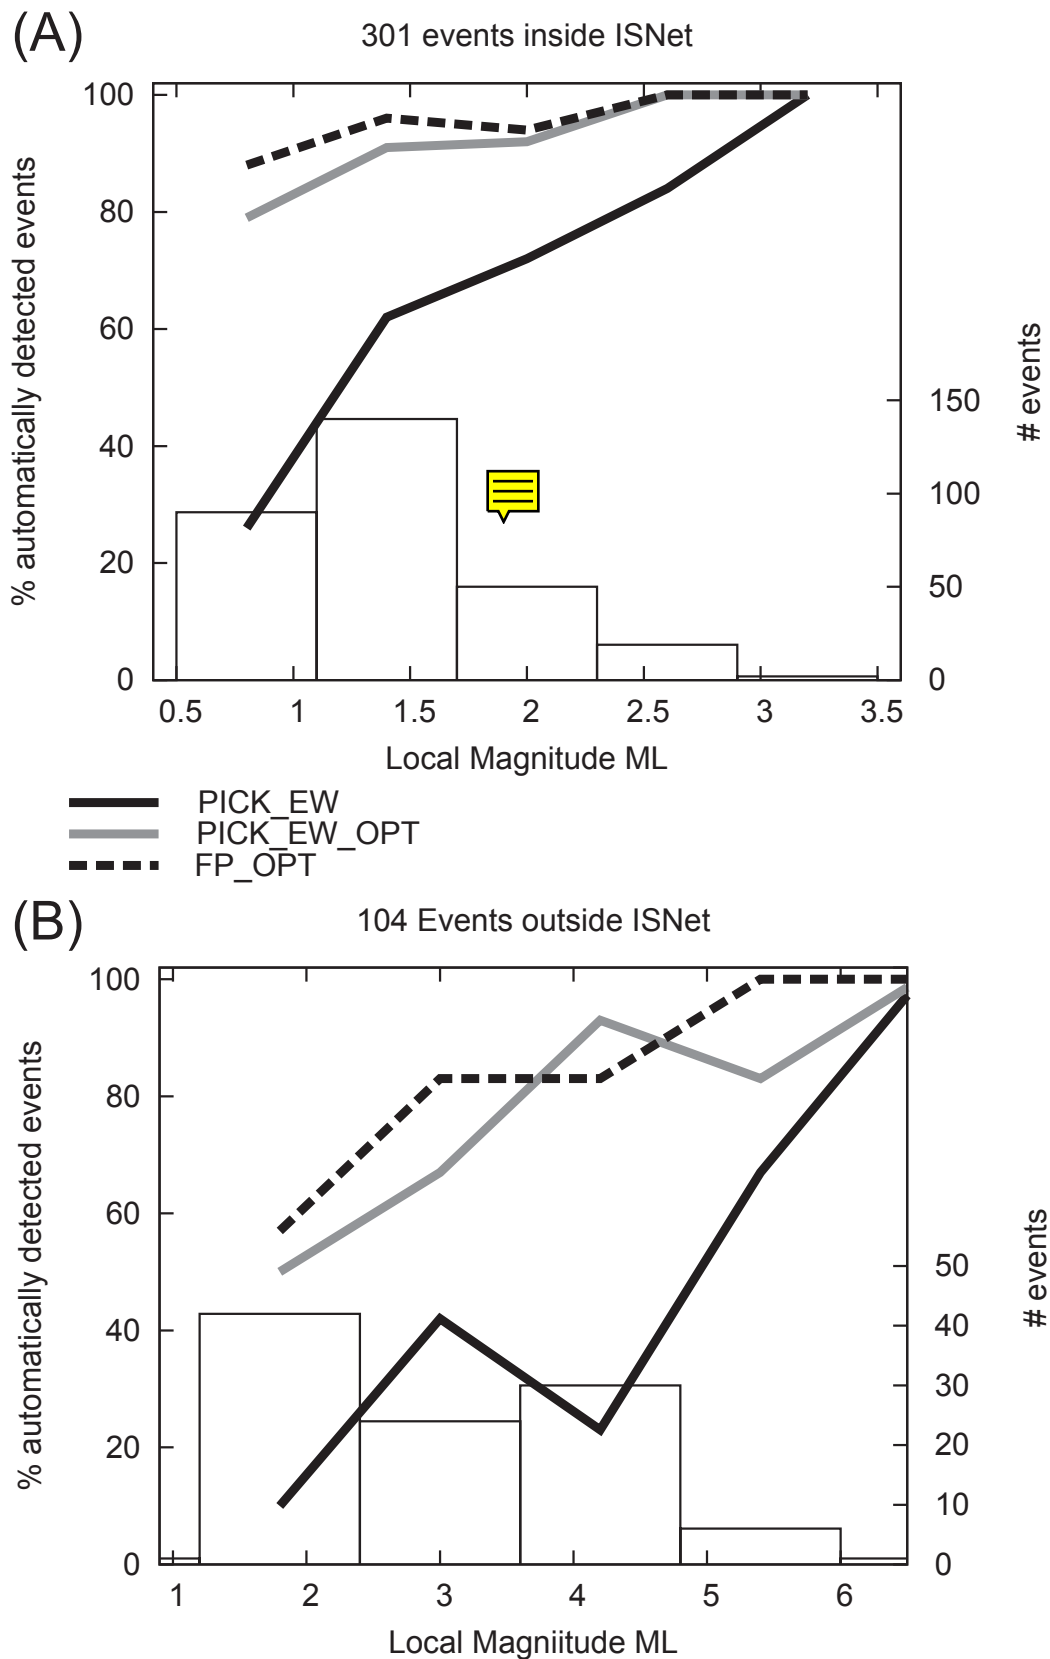 (A)
301 events inside ISNet
% automatically detected events
100
80
60
40
20
0
# events
150
100
50
0
0.5 1 1.5 2 2.5 3 3.5
Local Magnitude ML
PICK_EW
PICK_EW_OPT
FP_OPT
(B)
104 Events outside ISNet
% automatically detected events
100
80
60
40
20
0
# events
50
40
30
20
10
0
1 2 3 4 5 6
Local Magniitude ML